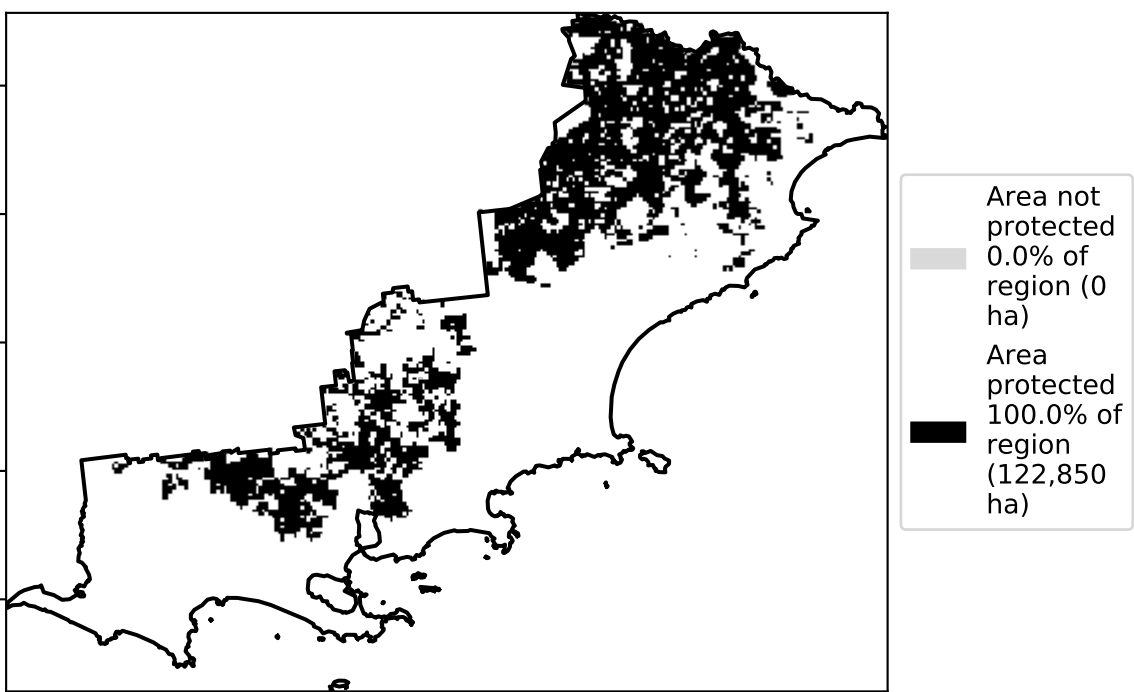 Area not
protected
0.0% of
region (0
ha)
Area
protected
100.0% of
region
(122,850
ha)